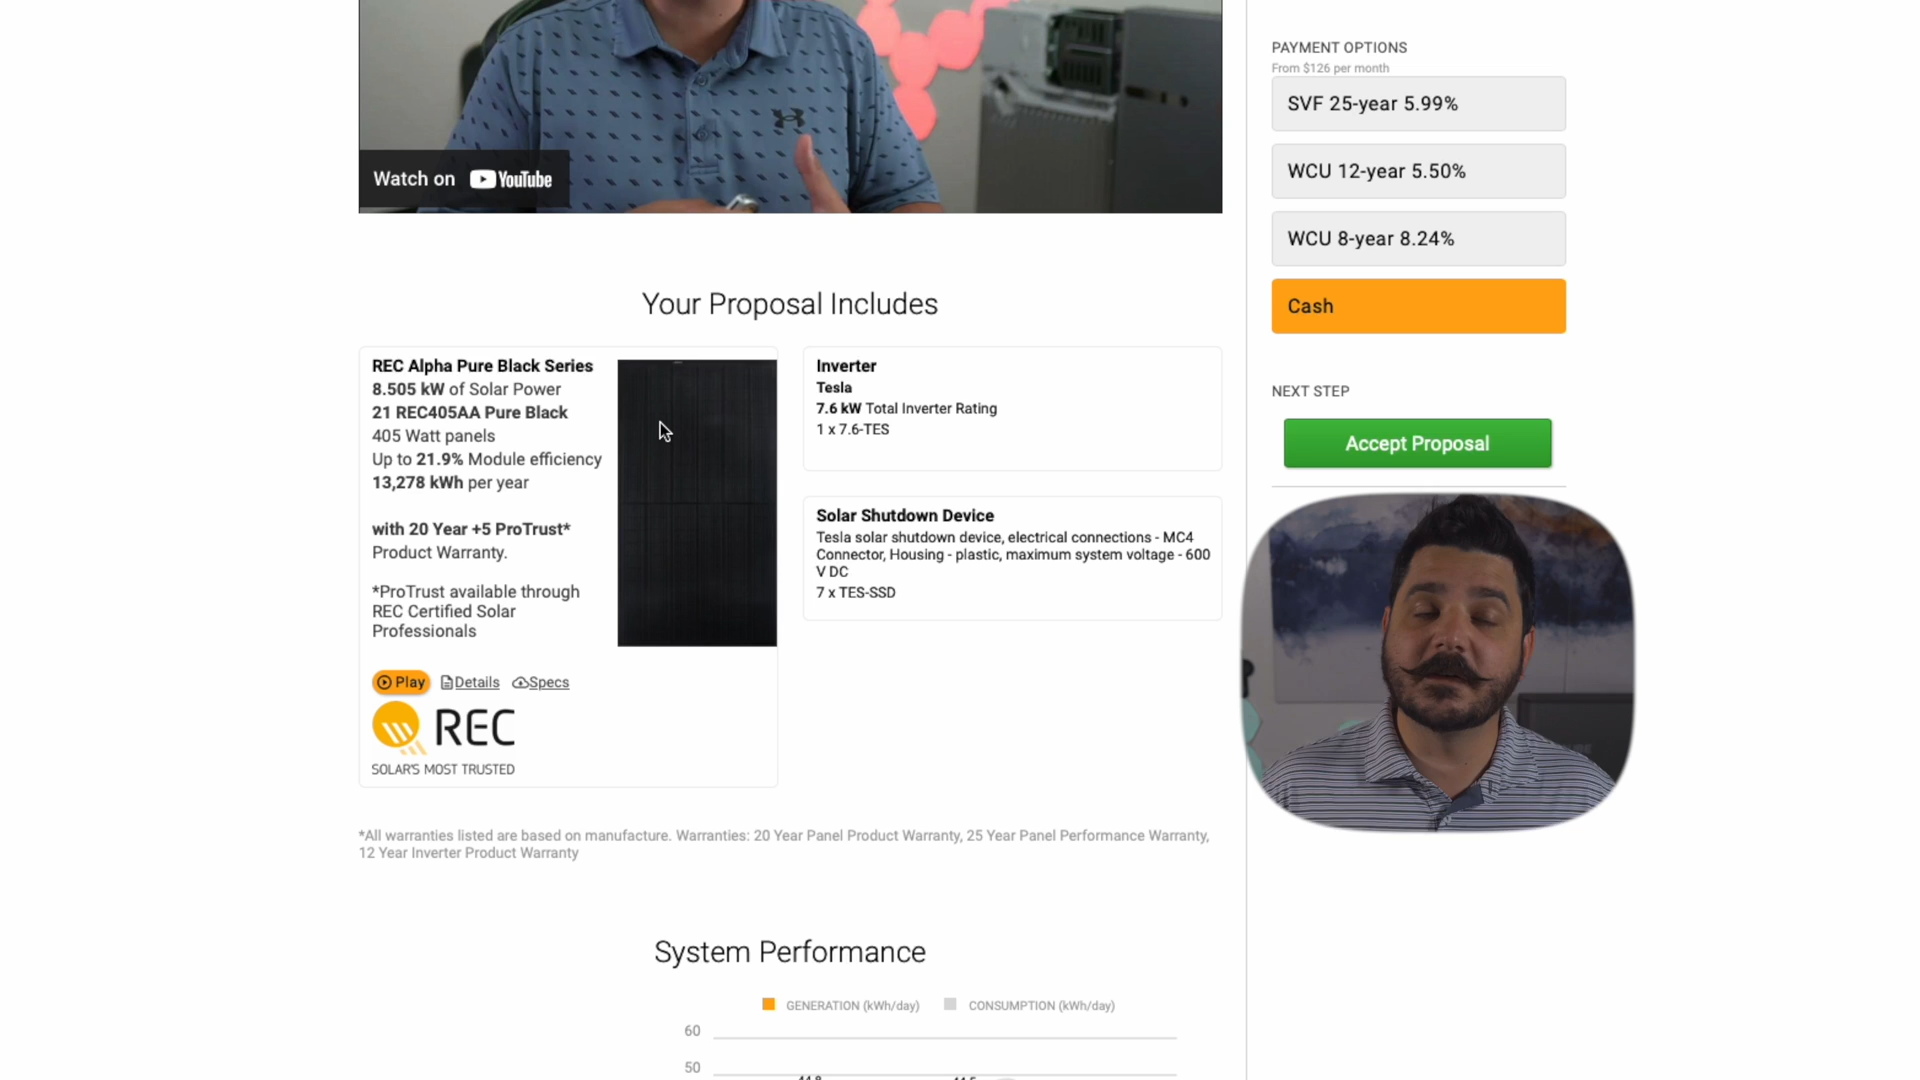 Watch on YouTube
Your Proposal Includes
REC Alpha Pure Black Series
8.505 kW of Solar Power
21 REC405AA Pure Black
405 Watt panels
Up to 21.9% Module efficiency
13,278 kWh per year
with 20 Year +5 ProTrust*
Product Warranty.
*ProTrust available through
REC Certified Solar
Professionals
Play Details Specs
REC
SOLAR'S MOST TRUSTED
Inverter
Tesla
7.6 kW Total Inverter Rating
1 x 7.6-TES
Solar Shutdown Device
Tesla solar shutdown device, electrical connections - MC4
Connector, Housing - plastic, maximum system voltage - 600
V DC
7 x TES-SSD
*All warranties listed are based on manufacture. Warranties: 20 Year Panel Product Warranty, 25 Year Panel Performance Warranty,
12 Year Inverter Product Warranty
System Performance
GENERATION (kWh/day) CONSUMPTION (kWh/day)
60
50
PAYMENT OPTIONS
From $126 per month
SVF 25-year 5.99%
WCU 12-year 5.50%
WCU 8-year 8.24%
Cash
NEXT STEP
Accept Proposal